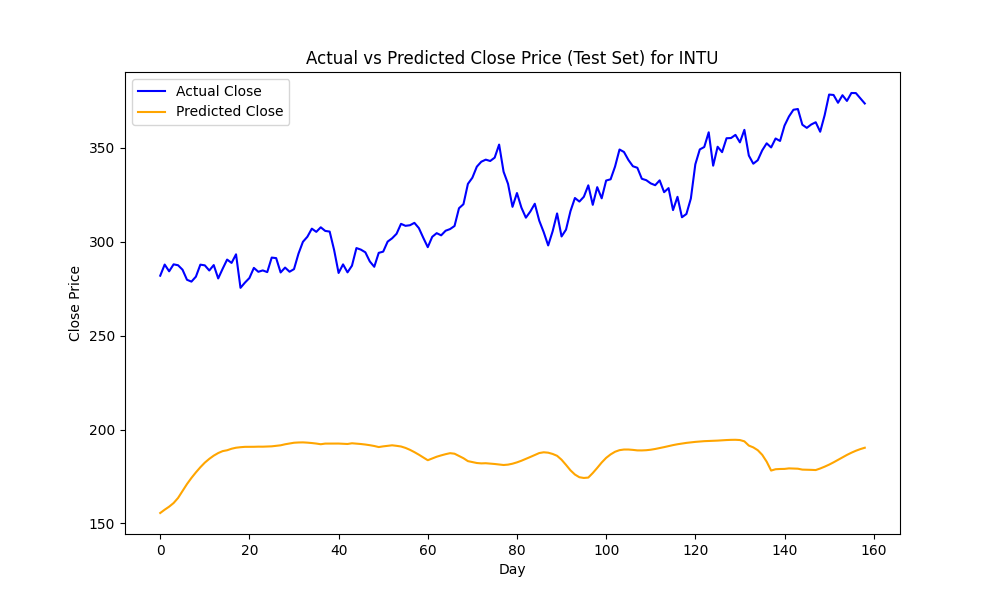 Actual vs Predicted Close Price (Test Set) for INTU
Actual Close
Predicted Close
Close Price
350
300
250
200
150
0 20 40 60 80 100 120 140 160
Day